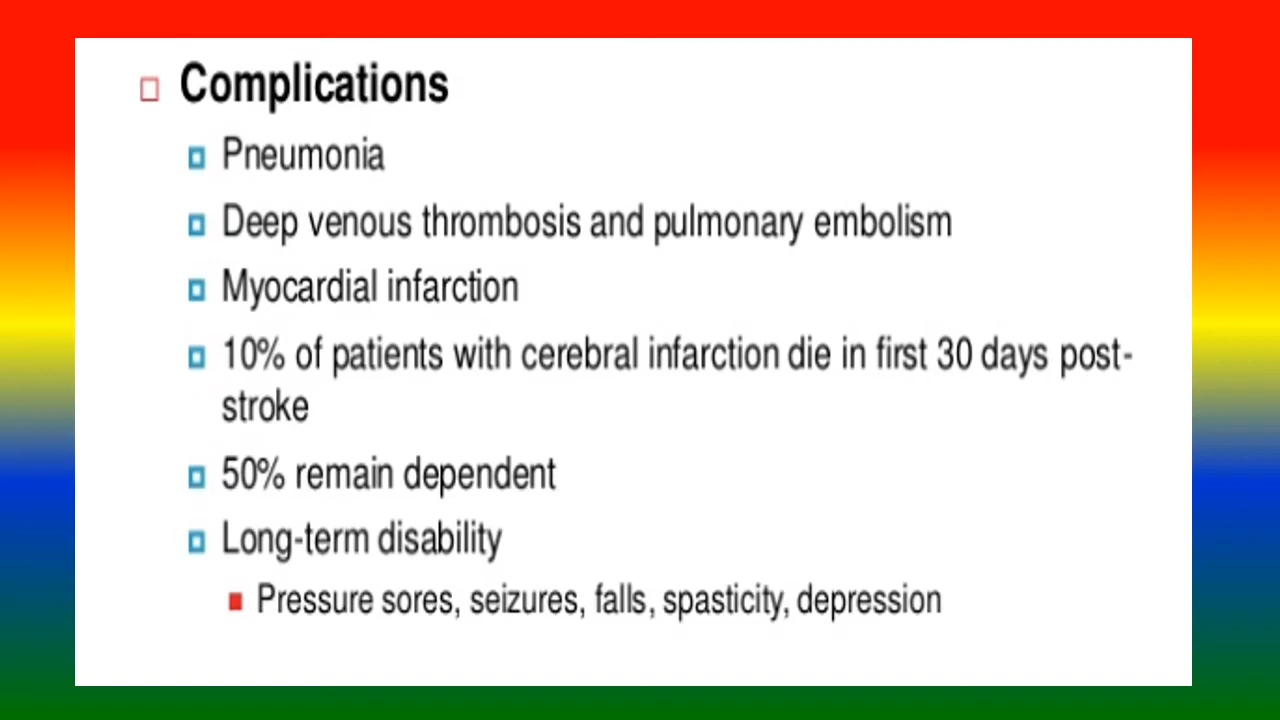 Complications
Pneumonia
Deep venous thrombosis and pulmonary embolism
Myocardial infarction
10% of patients with cerebral infarction die in first 30 days post-
stroke
50% remain dependent
Long-term disability
Pressure sores, seizures, falls, spasticity, depression